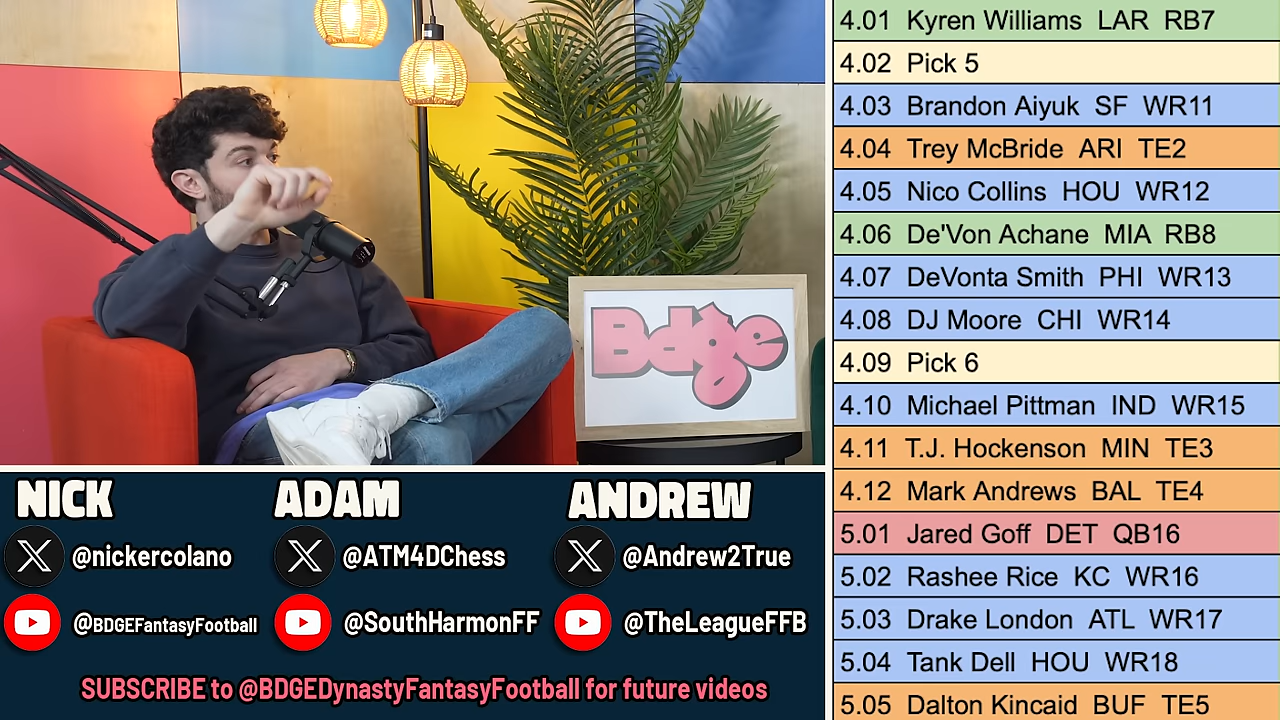 Bdge
NICK
@nickercolano
@BDGEFantasyFootball
ADAM
@ATM4DChess
@SouthHarmonFF
ANDREW
@Andrew2True
@TheLeagueFFB
SUBSCRIBE to @BDGEDynastyFantasyFootball for future videos
4.01 Kyren Williams LAR RB7
4.02 Pick 5
4.03 Brandon Aiyuk SF WR11
4.04 Trey McBride ARI TE2
4.05 Nico Collins HOU WR12
4.06 De'Von Achane MIA RB8
4.07 DeVonta Smith PHI WR13
4.08 DJ Moore CHI WR14
4.09 Pick 6
4.10 Michael Pittman IND WR15
4.11 T.J. Hockenson MIN TE3
4.12 Mark Andrews BAL TE4
5.01 Jared Goff DET QB16
5.02 Rashee Rice KC WR16
5.03 Drake London ATL WR17
5.04 Tank Dell HOU WR18
5.05 Dalton Kincaid BUF TE5